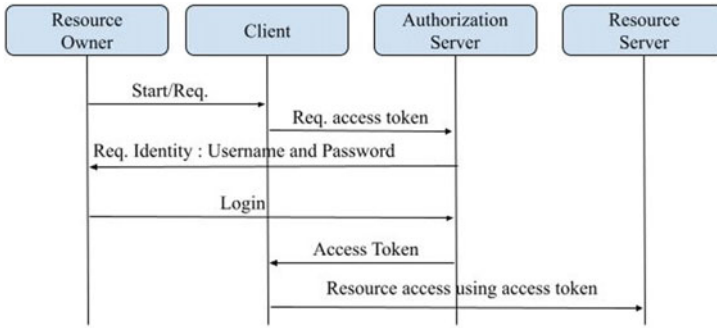 Resource
Owner
Client
Authorization
Server
Resource
Server
Start/Req.
Req. access token
Req. Identity : Username and Password
Login
Access Token
Resource access using access token